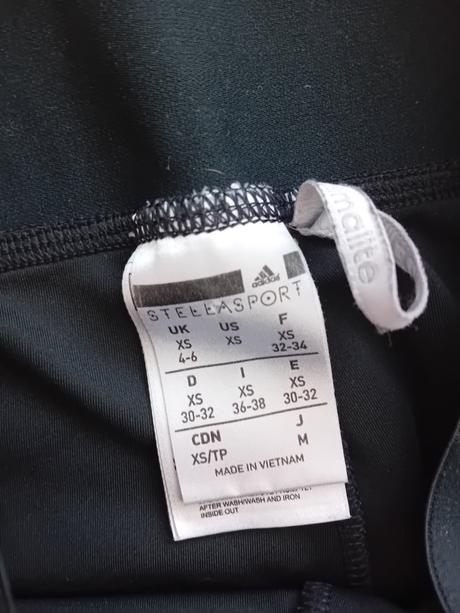 malite
adidas
STELLASPORT
UK US F
XS XS XS
4-6 32-34
D I E
XS XS XS
30-32 36-38 30-32
CDN J
XS/TP M
MADE IN VIETNAM
AFTER WASH/WASH AND IRON
INSIDE OUT